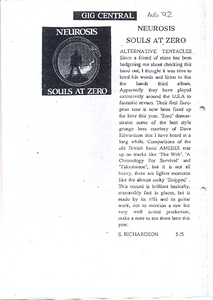 GIG CENTRAL
AUG '92
NEUROSIS
SOULS AT ZERO
NEUROSIS
SOULS AT ZERO
ALTERNATIVE TENTACLES
Since a friend of mine has been
badgering me about checking this
band out, I thought it was time to
heed his words and listen to this
the bands third album.
Apparently they have played
extensively around the U.S.A to
fantastic revues. Their first Euro-
pean tour is now been fixed up
for later this year. 'Zero' demon-
strates some of the best style
grunge bass courtesy of Dave
Edwardson that I have heard in a
long while. Comparisons of the
old British band AMEBIX rear
up on tracks like 'The Web', 'A
Chronology For Survival' and
'Takeahnase', but it is not all
heavy, there are lighter moments
like the almost rocky 'Stripped'.
This record is brilliant basically,
reasonably fast in places, but is
made by its riffs and its guitar
work, not to mention a raw but
very well suited production,
make a note to see them later this
year.
S. RICHARDSON 5/5